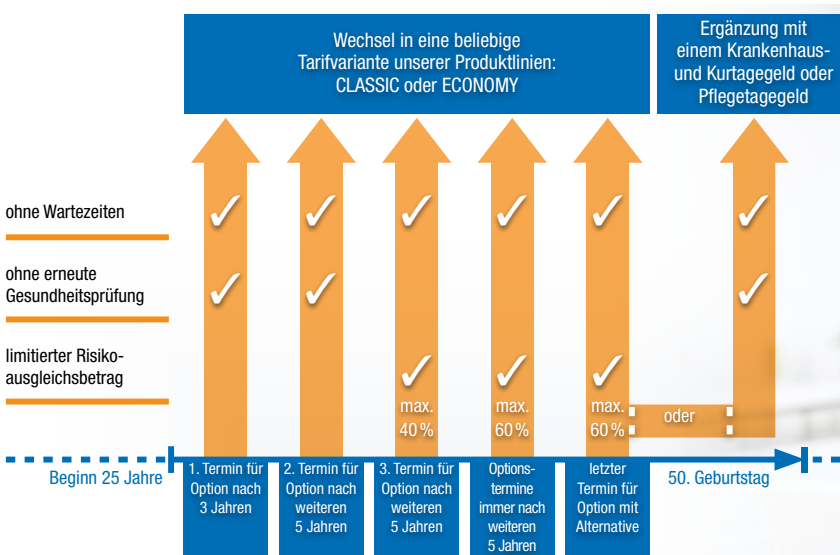 Wechsel in eine beliebige
Tarifvariante unserer Produktlinien:
CLASSIC oder ECONOMY
Ergänzung mit
einem Krankenhaus-
und Kurtagegeld oder
Pflegetagegeld
ohne Wartezeiten
ohne erneute
Gesundheitsprüfung
limitierter Risiko-
ausgleichsbetrag
max.
40 %
max.
60 %
max.
60 %
oder
Beginn 25 Jahre
1. Termin für
Option nach
3 Jahren
2. Termin für
Option nach
weiteren
5 Jahren
3. Termin für
Option nach
weiteren
5 Jahren
Options-
termine
immer nach
weiteren
5 Jahren
letzter
Termin für
Option mit
Alternative
50. Geburtstag